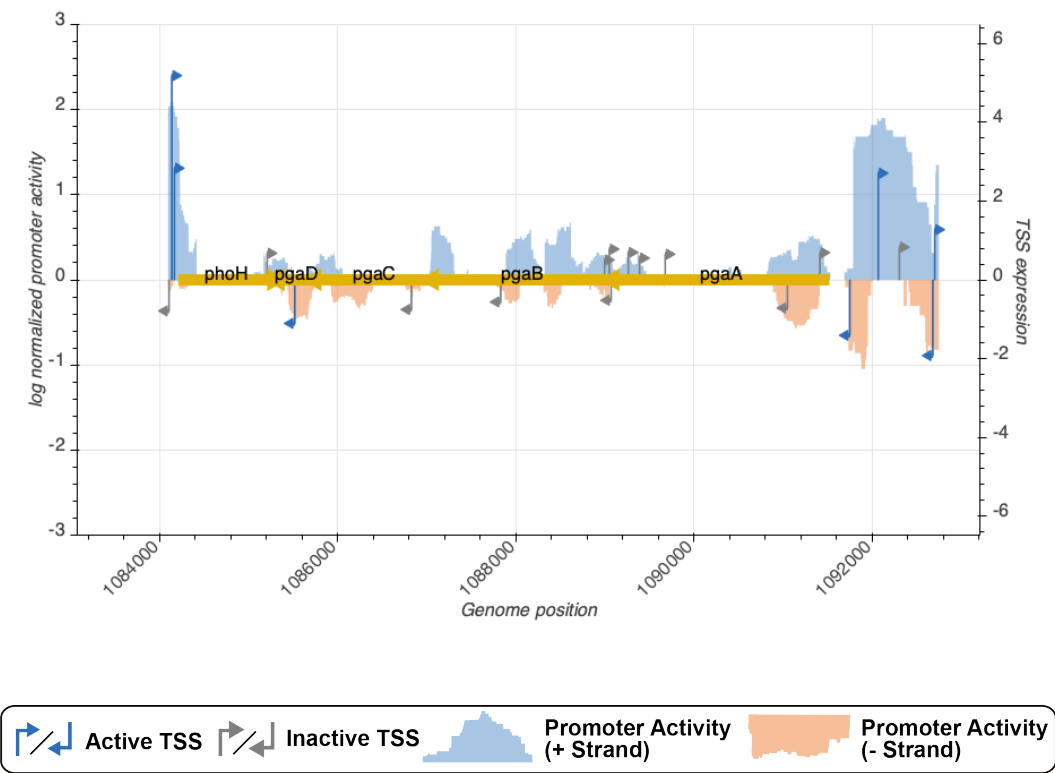 3
2
1
0
-1
-2
-3
log normalized promoter activity
6
4
2
0
-2
-4
-6
TSS expression
phoH pgaD pgaC pgaB pgaA
1084000 1086000 1088000 1090000 1092000
Genome position
Active TSS
Inactive TSS
Promoter Activity
(+ Strand)
Promoter Activity
(- Strand)